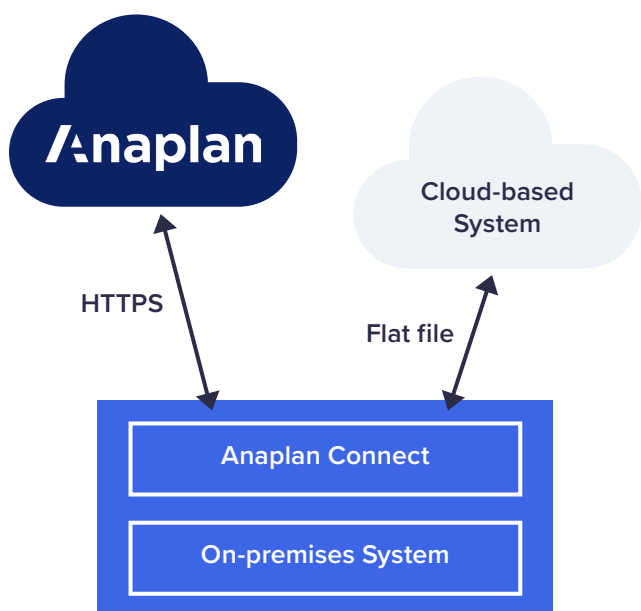 Anaplan
Cloud-based
System
HTTPS
Flat file
Anaplan Connect
On-premises System